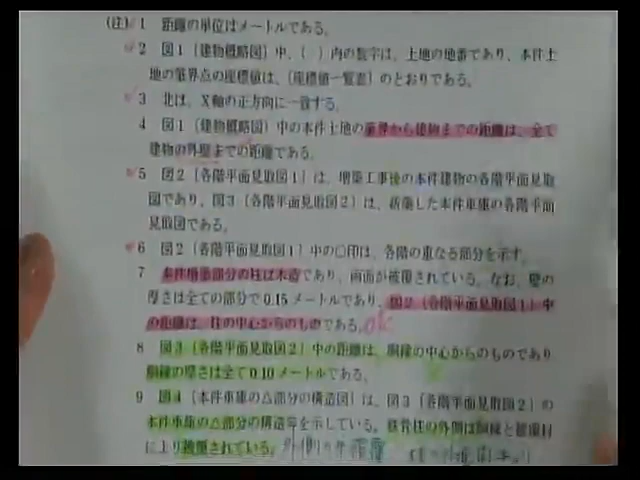 (注) 1 距離の単位はメートルである。
2 図1〔建物概略図〕中、( )内の数字は、土地の地番であり、本件土
地の筆界点の座標値は、〔座標値一覧表〕のとおりである。
3 北は、X軸の正方向に一致する。
4 図1〔建物概略図〕中の本件土地の筆界から建物までの距離は、全て
建物の外壁までの距離である。
5 図2〔各階平面見取図1〕は、増築工事後の本件建物の各階平面見取
図であり、図3〔各階平面見取図2〕は、新築した本件車庫の各階平面
見取図である。
6 図2〔各階平面見取図1〕中の○印は、各階の重なる部分を示す。
7 本件増築部分の柱は木造であり、両面が被覆されている。なお、壁の
厚さは全ての部分で0.15メートルであり、図2〔各階平面見取図1〕中
の距離は、柱の中心からのものである。OK
8 図3〔各階平面見取図2〕中の距離は、胴縁の中心からのものであり
胴縁の厚さは全て0.10メートルである。
9 図4〔本件車庫の△部分の構造図〕は、図3〔各階平面見取図2〕の
本件車庫の△部分の構造等を示している。鉄骨柱の外側は胴縁と被覆材
により被覆されている。外側のみ被覆